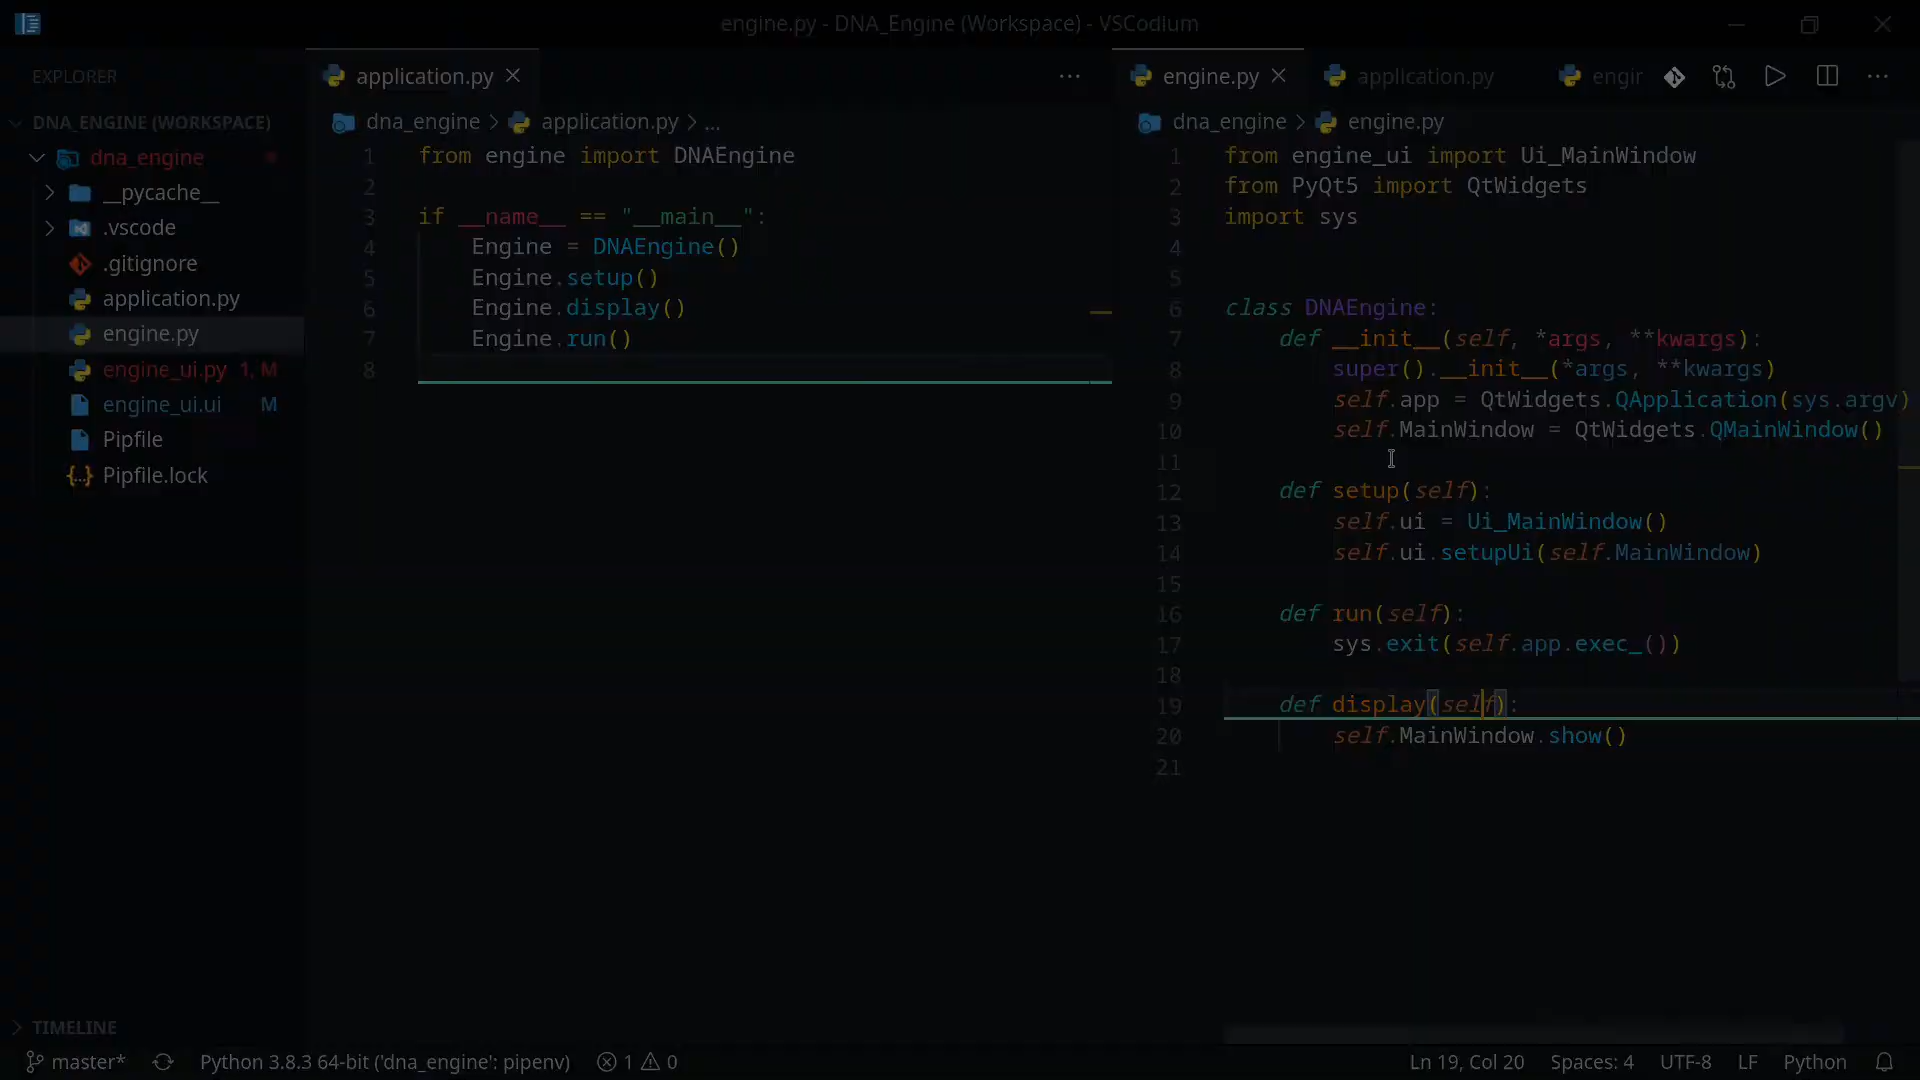 engine.py - DNA_Engine (Workspace) - VSCodium
EXPLORER
DNA_ENGINE (WORKSPACE)
dna_engine
__pycache__
.vscode
.gitignore
application.py
engine.py
engine_ui.py 1, M
engine_ui.ui M
Pipfile
Pipfile.lock
TIMELINE
application.py
dna_engine > application.py > ...
1 from engine import DNAEngine
2
3 if __name__ == "__main__":
4 Engine = DNAEngine()
5 Engine.setup()
6 Engine.display()
7 Engine.run()
8
engine.py application.py engir
dna_engine > engine.py
1 from engine_ui import Ui_MainWindow
2 from PyQt5 import QtWidgets
3 import sys
4
5
6 class DNAEngine:
7 def __init__(self, *args, **kwargs):
8 super().__init__(*args, **kwargs)
9 self.app = QtWidgets.QApplication(sys.argv)
10 self.MainWindow = QtWidgets.QMainWindow()
11
12 def setup(self):
13 self.ui = Ui_MainWindow()
14 self.ui.setupUi(self.MainWindow)
15
16 def run(self):
17 sys.exit(self.app.exec_())
18
19 def display(self):
20 self.MainWindow.show()
21
master* Python 3.8.3 64-bit ('dna_engine': pipenv) 1 0 Ln 19, Col 20 Spaces: 4 UTF-8 LF Python